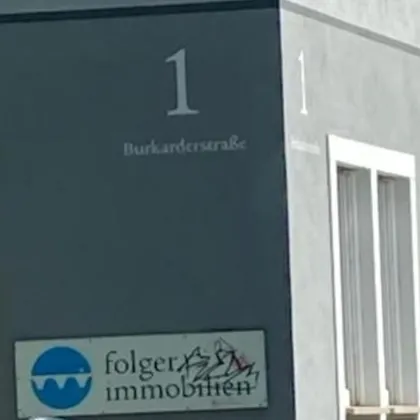 1
Burkarderstraße
1
folger
immobilien